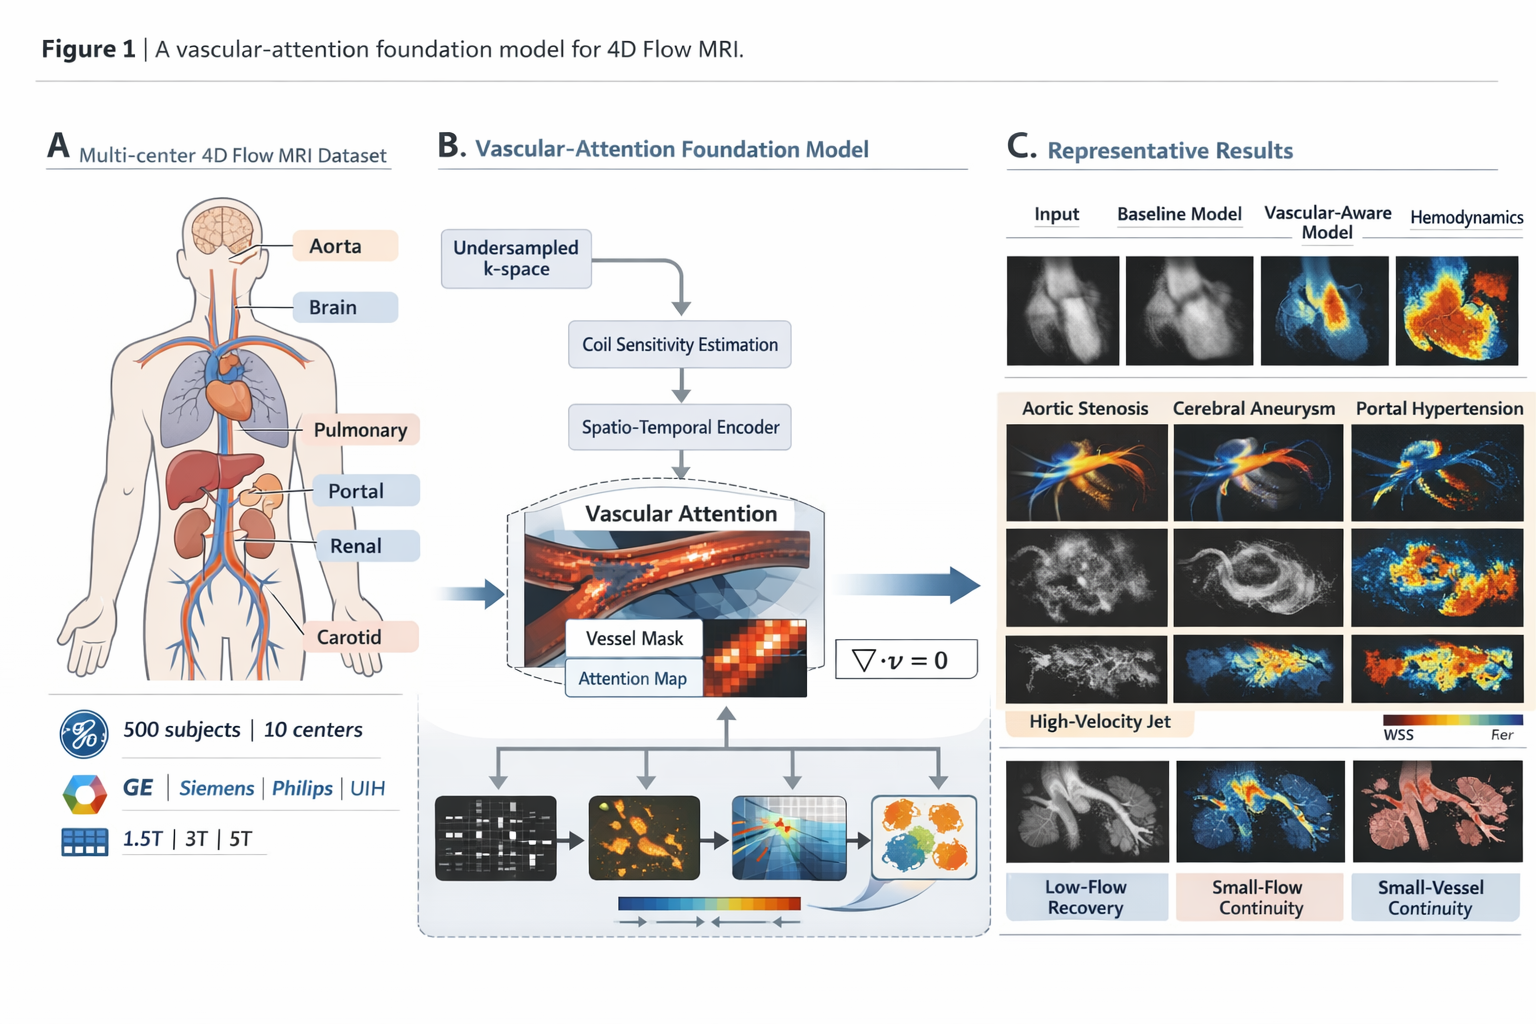 Figure 1 | A vascular-attention foundation model for 4D Flow MRI.
A Multi-center 4D Flow MRI Dataset
Aorta
Brain
Pulmonary
Portal
Renal
Carotid
500 subjects | 10 centers
GE | Siemens | Philips | UIH
1.5T | 3T | 5T
B. Vascular-Attention Foundation Model
Undersampled
k-space
Coil Sensitivity Estimation
Spatio-Temporal Encoder
Vascular Attention
Vessel Mask
Attention Map
▽·v = 0
C. Representative Results
Input
Baseline Model
Vascular-Aware
Model
Hemodynamics
Aortic Stenosis
Cerebral Aneurysm
Portal Hypertension
High-Velocity Jet
WSS
Low-Flow
Recovery
Small-Flow
Continuity
Small-Vessel
Continuity